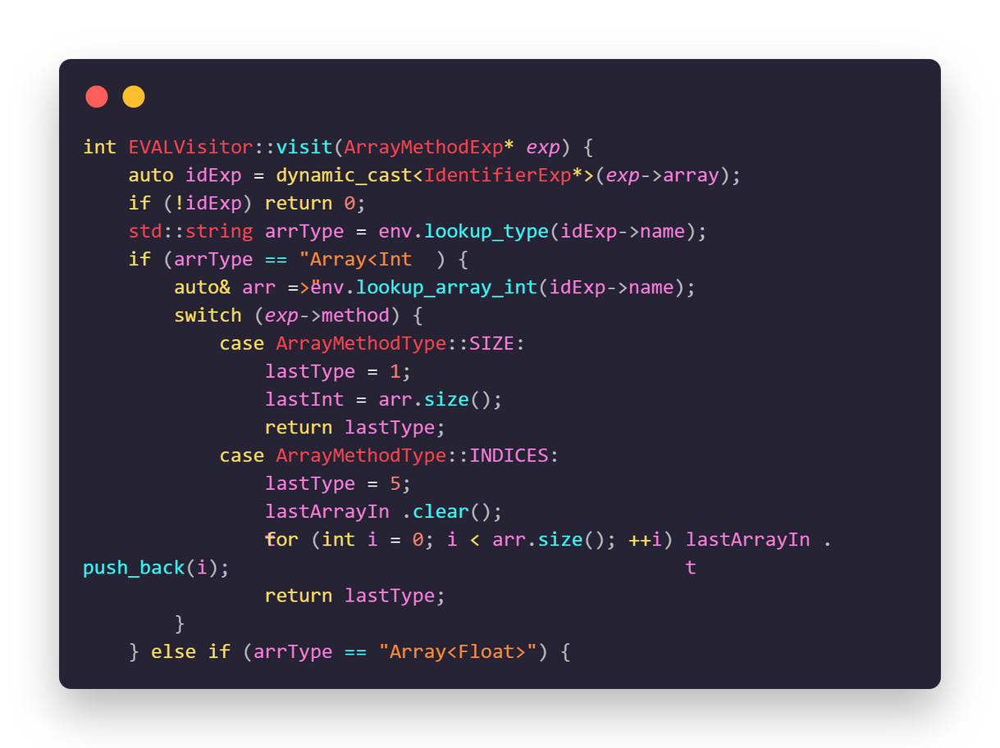 int EVALVisitor::visit(ArrayMethodExp* exp) {
    auto idExp = dynamic_cast<IdentifierExp*>(exp->array);
    if (!idExp) return 0;
    std::string arrType = env.lookup_type(idExp->name);
    if (arrType == "Array<Int>") {
        auto& arr = env.lookup_array_int(idExp->name);
        switch (exp->method) {
            case ArrayMethodType::SIZE:
                lastType = 1;
                lastInt = arr.size();
                return lastType;
            case ArrayMethodType::INDICES:
                lastType = 5;
                lastArrayInt.clear();
                for (int i = 0; i < arr.size(); ++i) lastArrayInt.
push_back(i);
                return lastType;
        }
    } else if (arrType == "Array<Float>") {